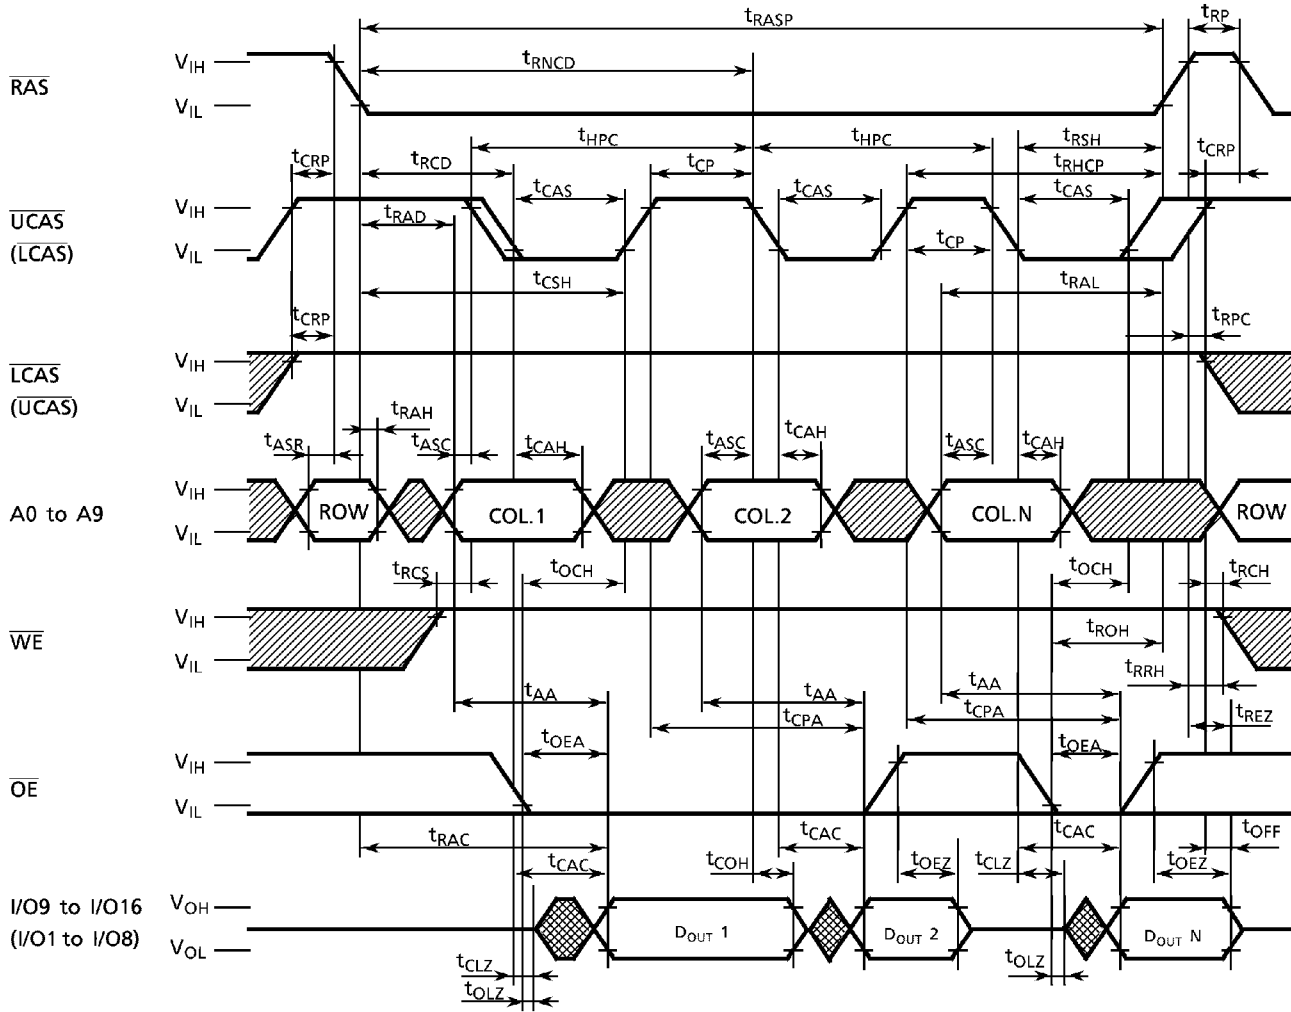 tRASP tRP
RAS VIH tRNCD
VIL
tHPC tHPC tRSH
tCRP tRCD tCP tRHCP tCRP
tCAS tCAS tCAS
UCAS VIH tRAD
(LCAS) VIL tCP
tCSH tRAL
tCRP tRPC
LCAS VIH
(UCAS) VIL
tRAH
tASR tASC tCAH tASC tCAH tASC tCAH
A0 to A9 VIH ROW COL.1 COL.2 COL.N ROW
VIL
tRCS tOCH tOCH tRCH
WE VIH
VIL tROH
tRRH
tAA tAA tAA
tCPA tCPA tREZ
tOEA tOEA
OE VIH
VIL
tRAC tCAC tCAC tOFF
tCAC tCOH tOEZ tCLZ tOEZ
I/O9 to I/O16 VOH
(I/O1 to I/O8) VOL DOUT 1 DOUT 2 DOUT N
tCLZ tOLZ
tOLZ